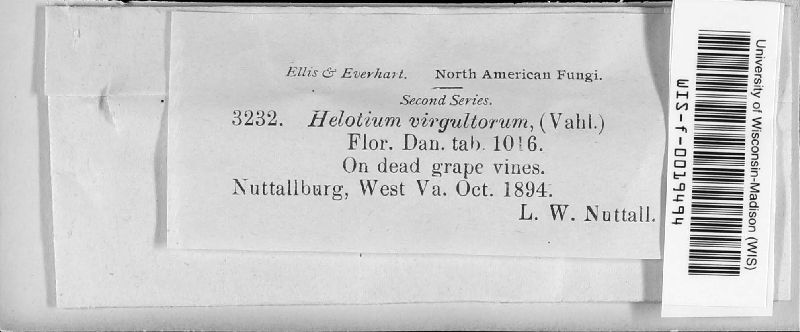 Ellis & Everhart. North American Fungi.
Second Series.
3232. Helotium virgultorum, (Vahl.)
Flor. Dan. tab. 1016.
On dead grape vines.
Nuttallburg, West Va. Oct. 1894.
L. W. Nuttall.
University of Wisconsin-Madison (WIS)
WIS-f-0019494